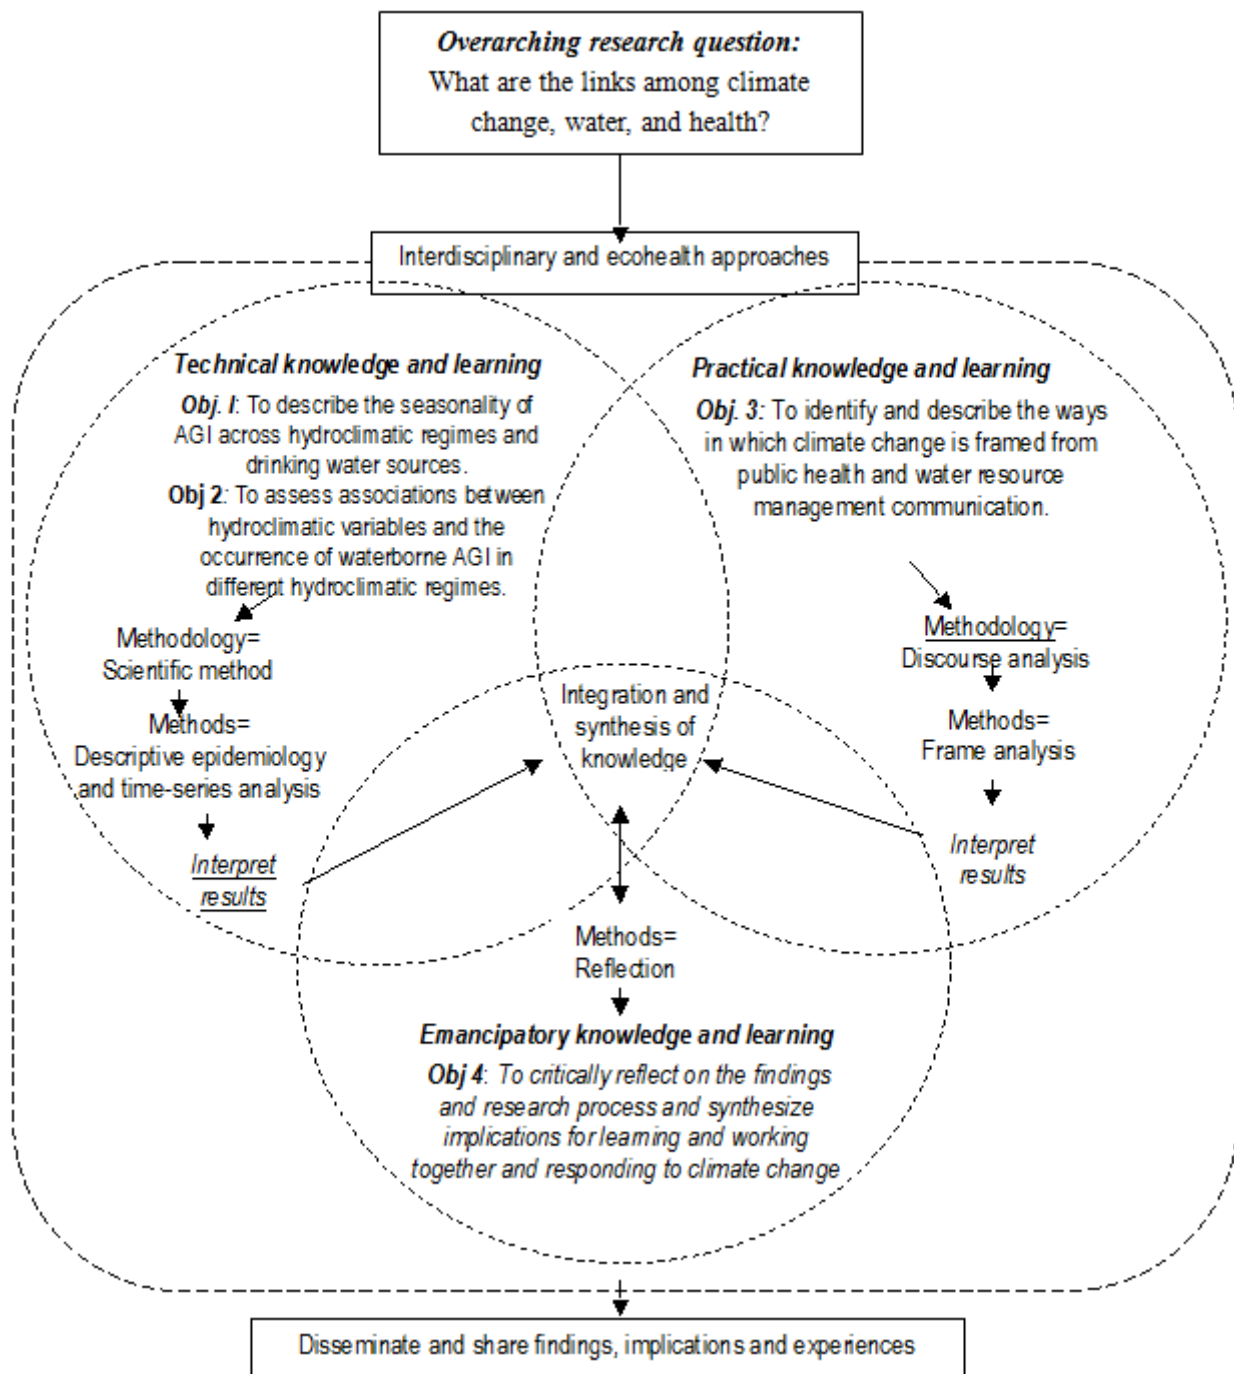 Overarching research question:
What are the links among climate
change, water, and health?
Interdisciplinary and ecohealth approaches
Technical knowledge and learning
Obj. I: To describe the seasonality of
AGI across hydroclimatic regimes and
drinking water sources.
Obj 2: To assess associations between
hydroclimatic variables and the
occurrence of waterborne AGI in
different hydroclimatic regimes.
Methodology=
Scientific method
Methods=
Descriptive epidemiology
and time-series analysis
Interpret
results
Practical knowledge and learning
Obj. 3: To identify and describe the ways
in which climate change is framed from
public health and water resource
management communication.
Methodology=
Discourse analysis
Methods=
Frame analysis
Interpret
results
Integration and
synthesis of
knowledge
Methods=
Reflection
Emancipatory knowledge and learning
Obj 4: To critically reflect on the findings
and research process and synthesize
implications for learning and working
together and responding to climate change
Disseminate and share findings, implications and experiences